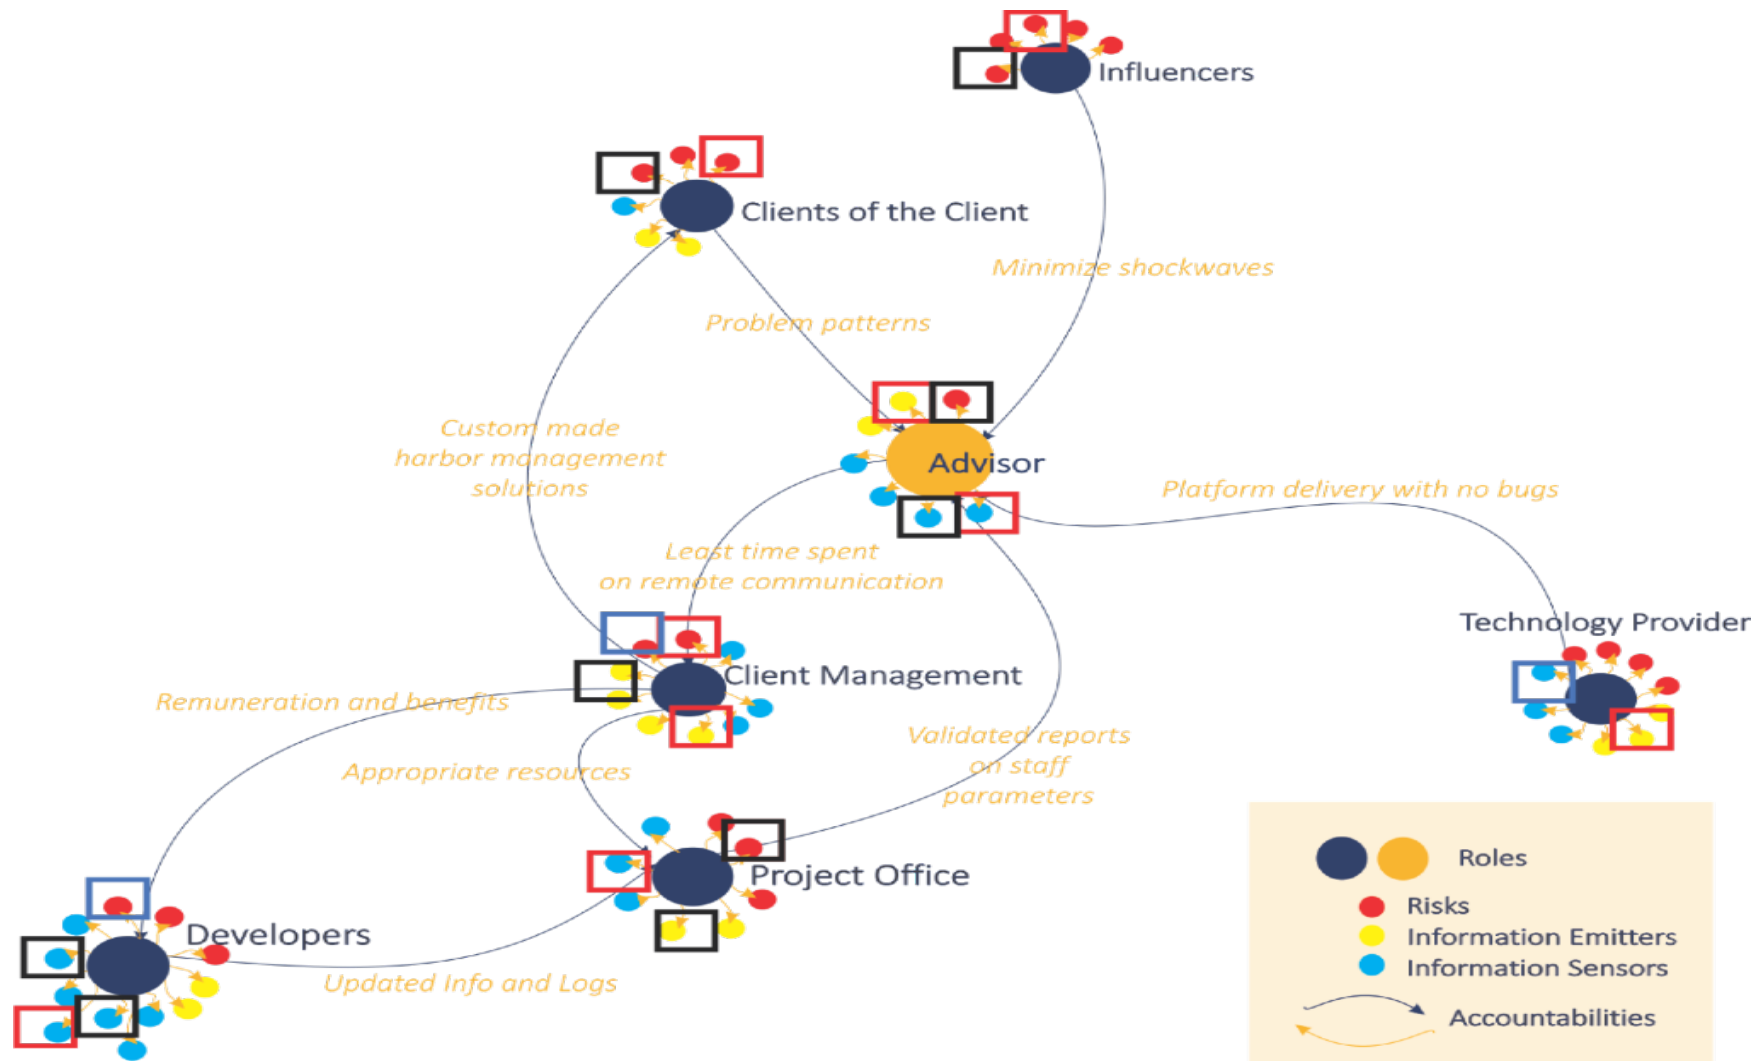 Influencers
Clients of the Client
Minimize shockwaves
Problem patterns
Custom made
harbor management
solutions
Advisor
Platform delivery with no bugs
Least time spent
on remote communication
Technology Provider
Client Management
Remuneration and benefits
Validated reports
on staff
parameters
Appropriate resources
Project Office
Developers
Updated Info and Logs
Roles
Risks
Information Emitters
Information Sensors
Accountabilities